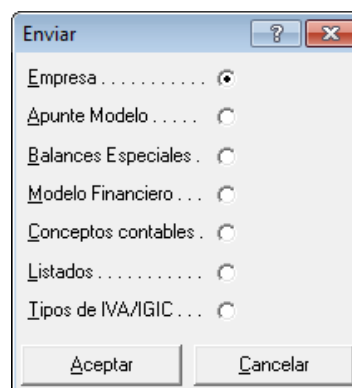 Enviar
Empresa . . . . . . . . . . .
Apunte Modelo . . . . .
Balances Especiales .
Modelo Financiero . . .
Conceptos contables .
Listados . . . . . . . . . . .
Tipos de IVA/IGIC . . .
Aceptar Cancelar